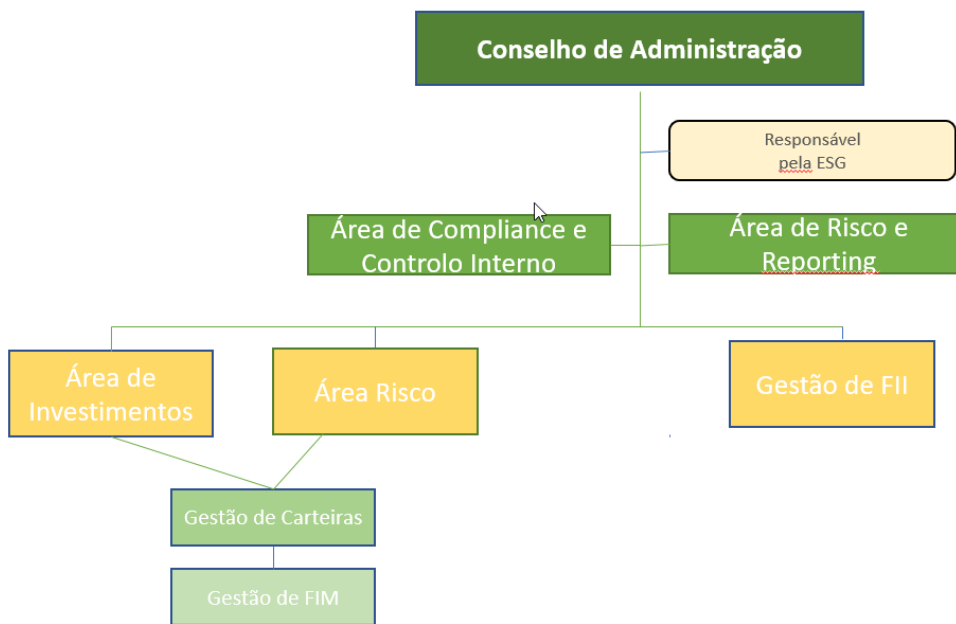 Conselho de Administração
Responsável
pela ESG
Área de Compliance e
Controlo Interno
Área de Risco e
Reporting
Área de
Investimentos
Área Risco
Gestão de FII
Gestão de Carteiras
Gestão de FIM